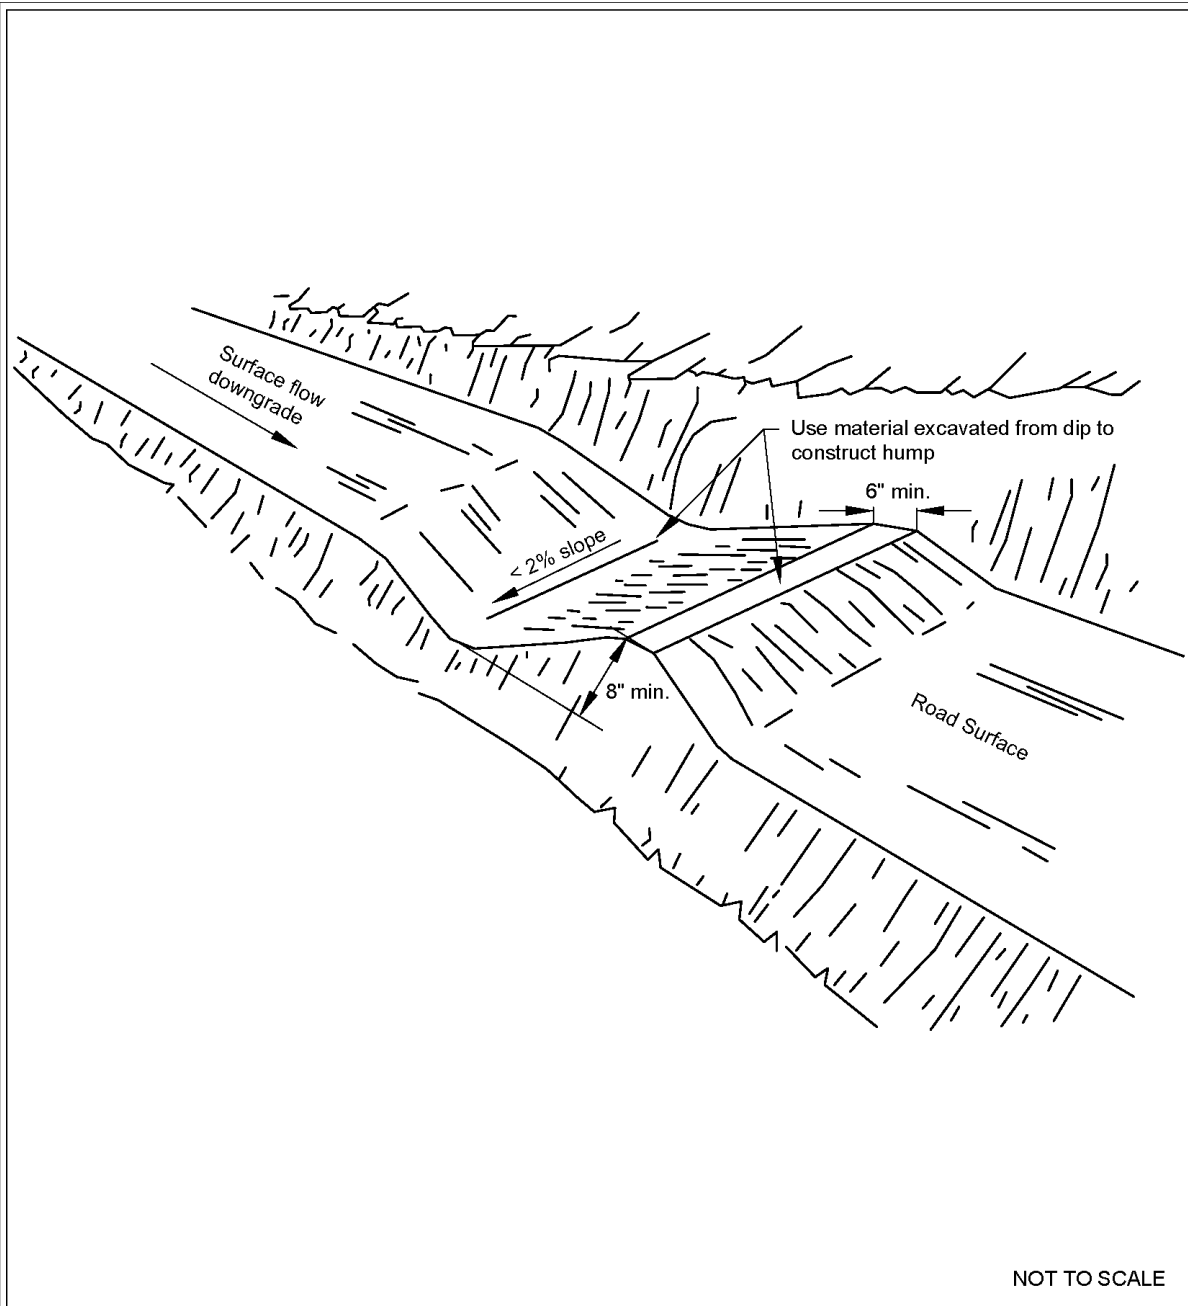 Surface flow
downgrade
Use material excavated from dip to
construct hump
6" min.
< 2% slope
8" min.
Road Surface
NOT TO SCALE